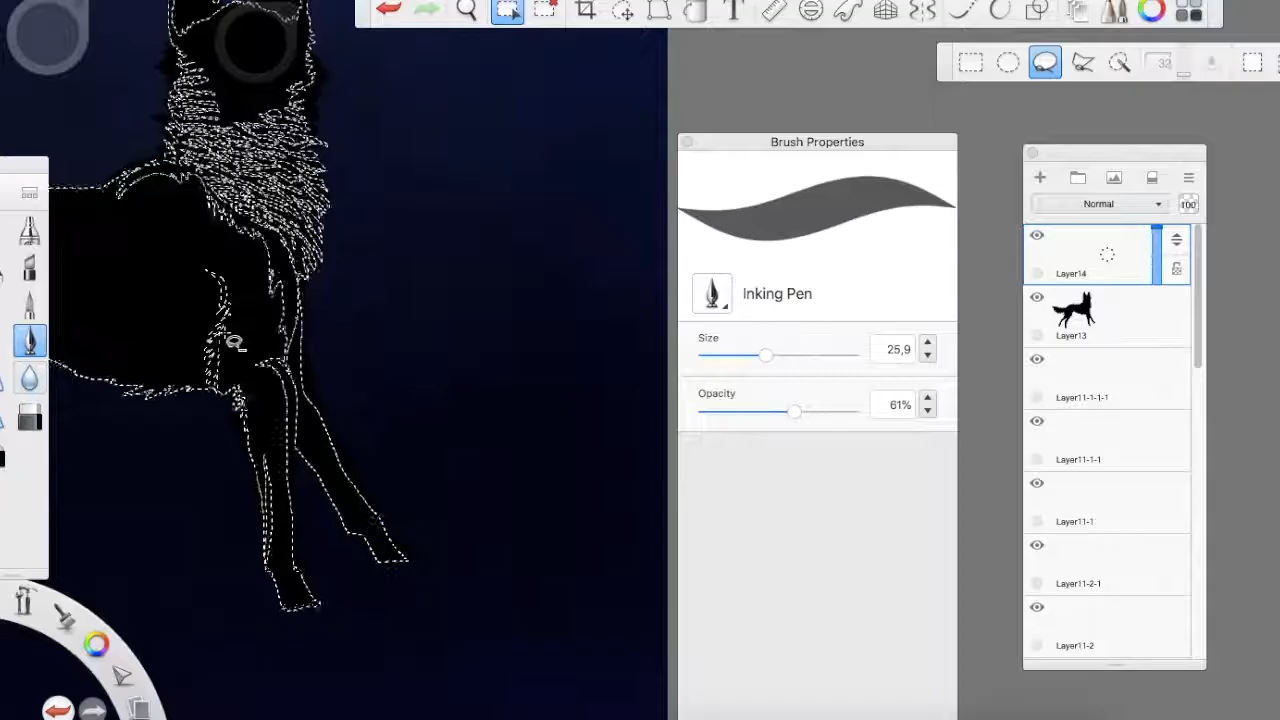 32
Brush Properties
Inking Pen
Size
25,9
Opacity
61%
Normal
100
Layer14
Layer13
Layer11-1-1-1
Layer11-1-1
Layer11-1
Layer11-2-1
Layer11-2